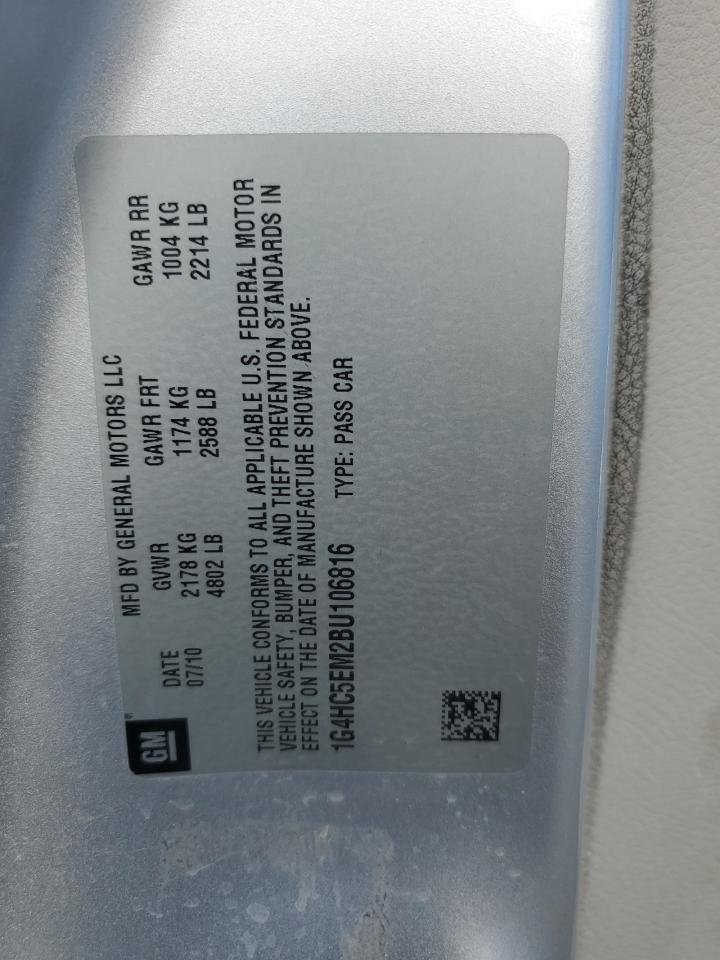 GM
MFD BY GENERAL MOTORS LLC
DATE GVWR GAWR FRT GAWR RR
07/10 2178 KG 1174 KG 1004 KG
4802 LB 2588 LB 2214 LB
THIS VEHICLE CONFORMS TO ALL APPLICABLE U.S. FEDERAL MOTOR
VEHICLE SAFETY, BUMPER, AND THEFT PREVENTION STANDARDS IN
EFFECT ON THE DATE OF MANUFACTURE SHOWN ABOVE.
1G4HC5EM2BU106816 TYPE: PASS CAR